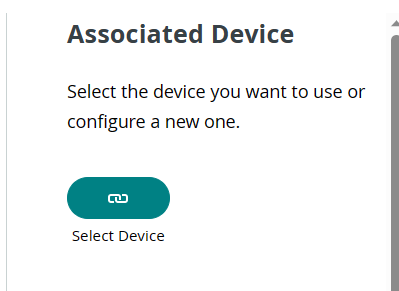 Associated Device
Select the device you want to use or
configure a new one.
Select Device